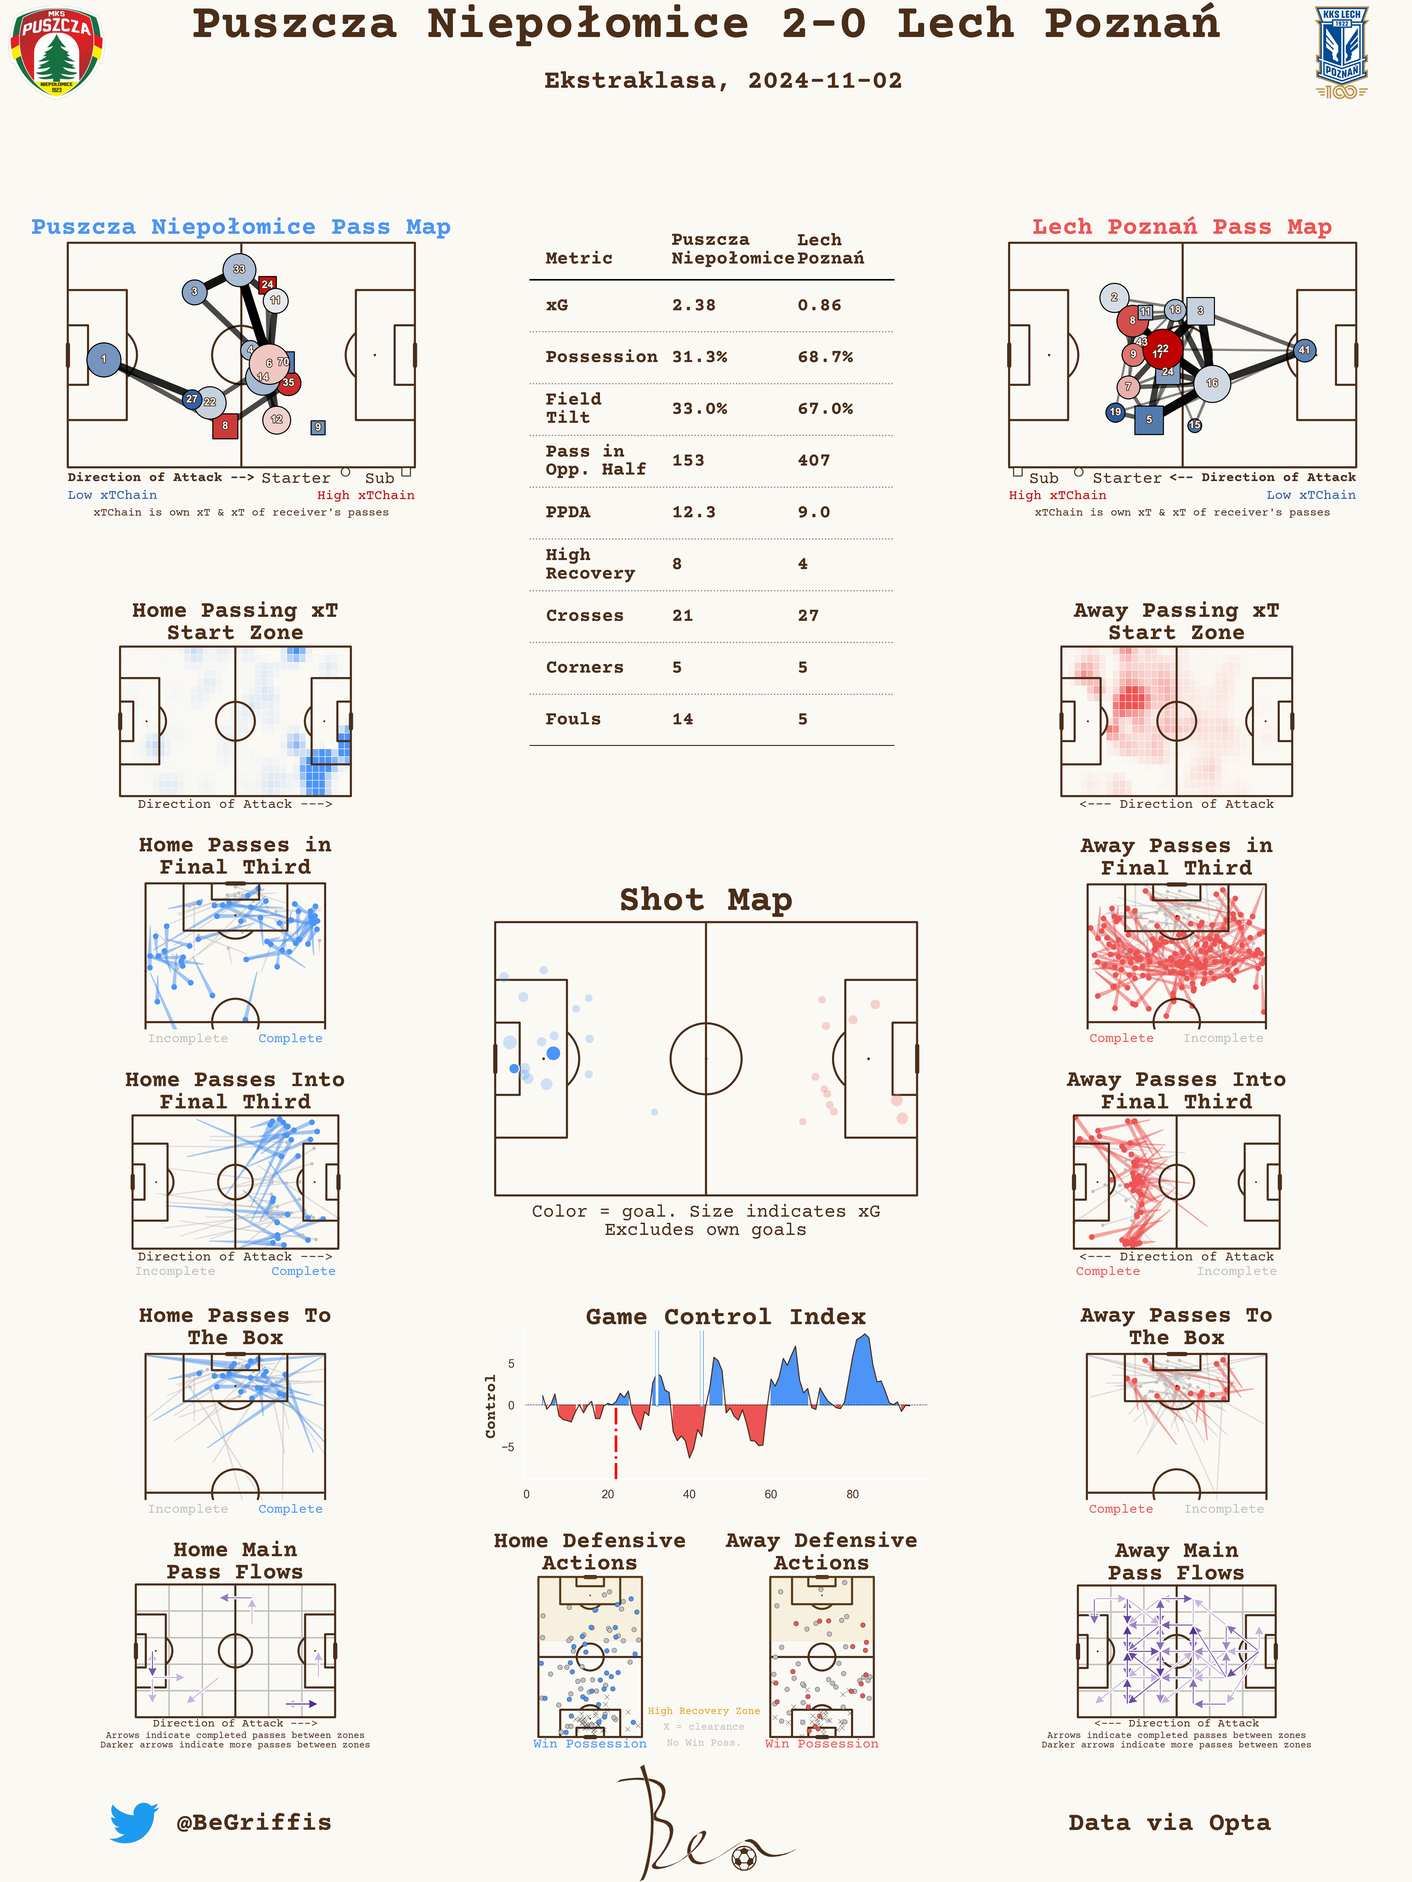 Puszcza Niepołomice 2-0 Lech Poznań
Ekstraklasa, 2024-11-02
MKS
PUSZCZA
NIEPOŁOMICE
1923
KKS LECH
1922
POZNAŃ
100
Puszcza Niepołomice Pass Map
33
3
24
11
1
4
6
70
14
35
27
22
8
12
9
Direction of Attack --> Starter Sub
Low xTChain High xTChain
xTChain is own xT & xT of receiver's passes
Metric Puszcza Niepołomice Lech Poznań
xG 2.38 0.86
Possession 31.3% 68.7%
Field Tilt 33.0% 67.0%
Pass in Opp. Half 153 407
PPDA 12.3 9.0
High Recovery 8 4
Crosses 21 27
Corners 5 5
Fouls 14 5
Lech Poznań Pass Map
2
11
18
3
8
43
22
9
17
41
24
7
16
19
5
15
Sub Starter <-- Direction of Attack
High xTChain Low xTChain
xTChain is own xT & xT of receiver's passes
Home Passing xT
Start Zone
Direction of Attack --->
Away Passing xT
Start Zone
<--- Direction of Attack
Home Passes in
Final Third
Incomplete Complete
Away Passes in
Final Third
Complete Incomplete
Shot Map
Color = goal. Size indicates xG
Excludes own goals
Home Passes Into
Final Third
Direction of Attack --->
Incomplete Complete
Away Passes Into
Final Third
<--- Direction of Attack
Complete Incomplete
Home Passes To
The Box
Incomplete Complete
Game Control Index
Control
5
0
−5
0 20 40 60 80
Away Passes To
The Box
Complete Incomplete
Home Main
Pass Flows
Direction of Attack --->
Arrows indicate completed passes between zones
Darker arrows indicate more passes between zones
Home Defensive
Actions
Win Possession
Away Defensive
Actions
Win Possession
High Recovery Zone
X = clearance
No Win Poss.
Away Main
Pass Flows
<--- Direction of Attack
Arrows indicate completed passes between zones
Darker arrows indicate more passes between zones
@BeGriffis
Ben
Data via Opta